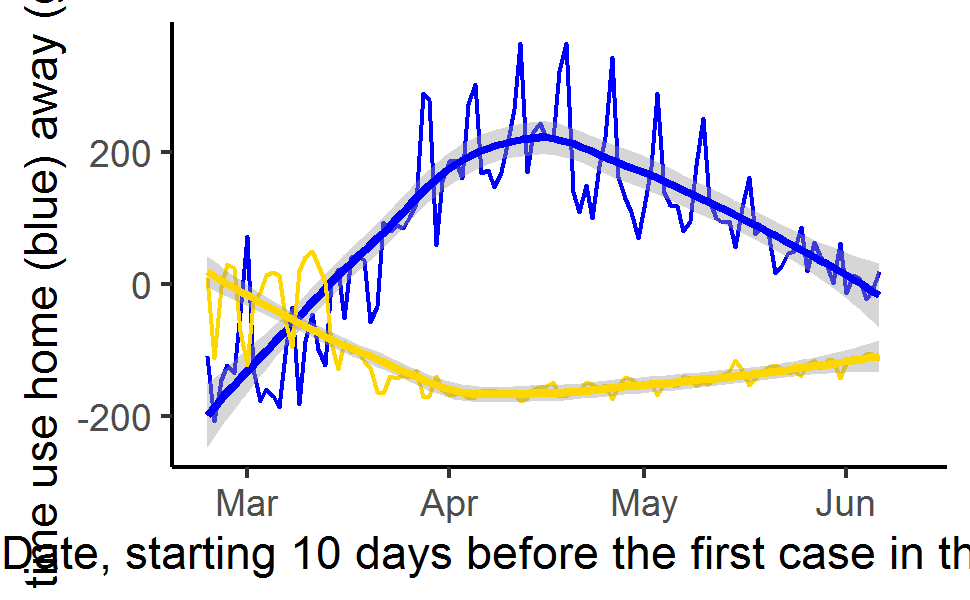 time use home (blue) away (
200
0
-200
Mar Apr May Jun
Date, starting 10 days before the first case in th